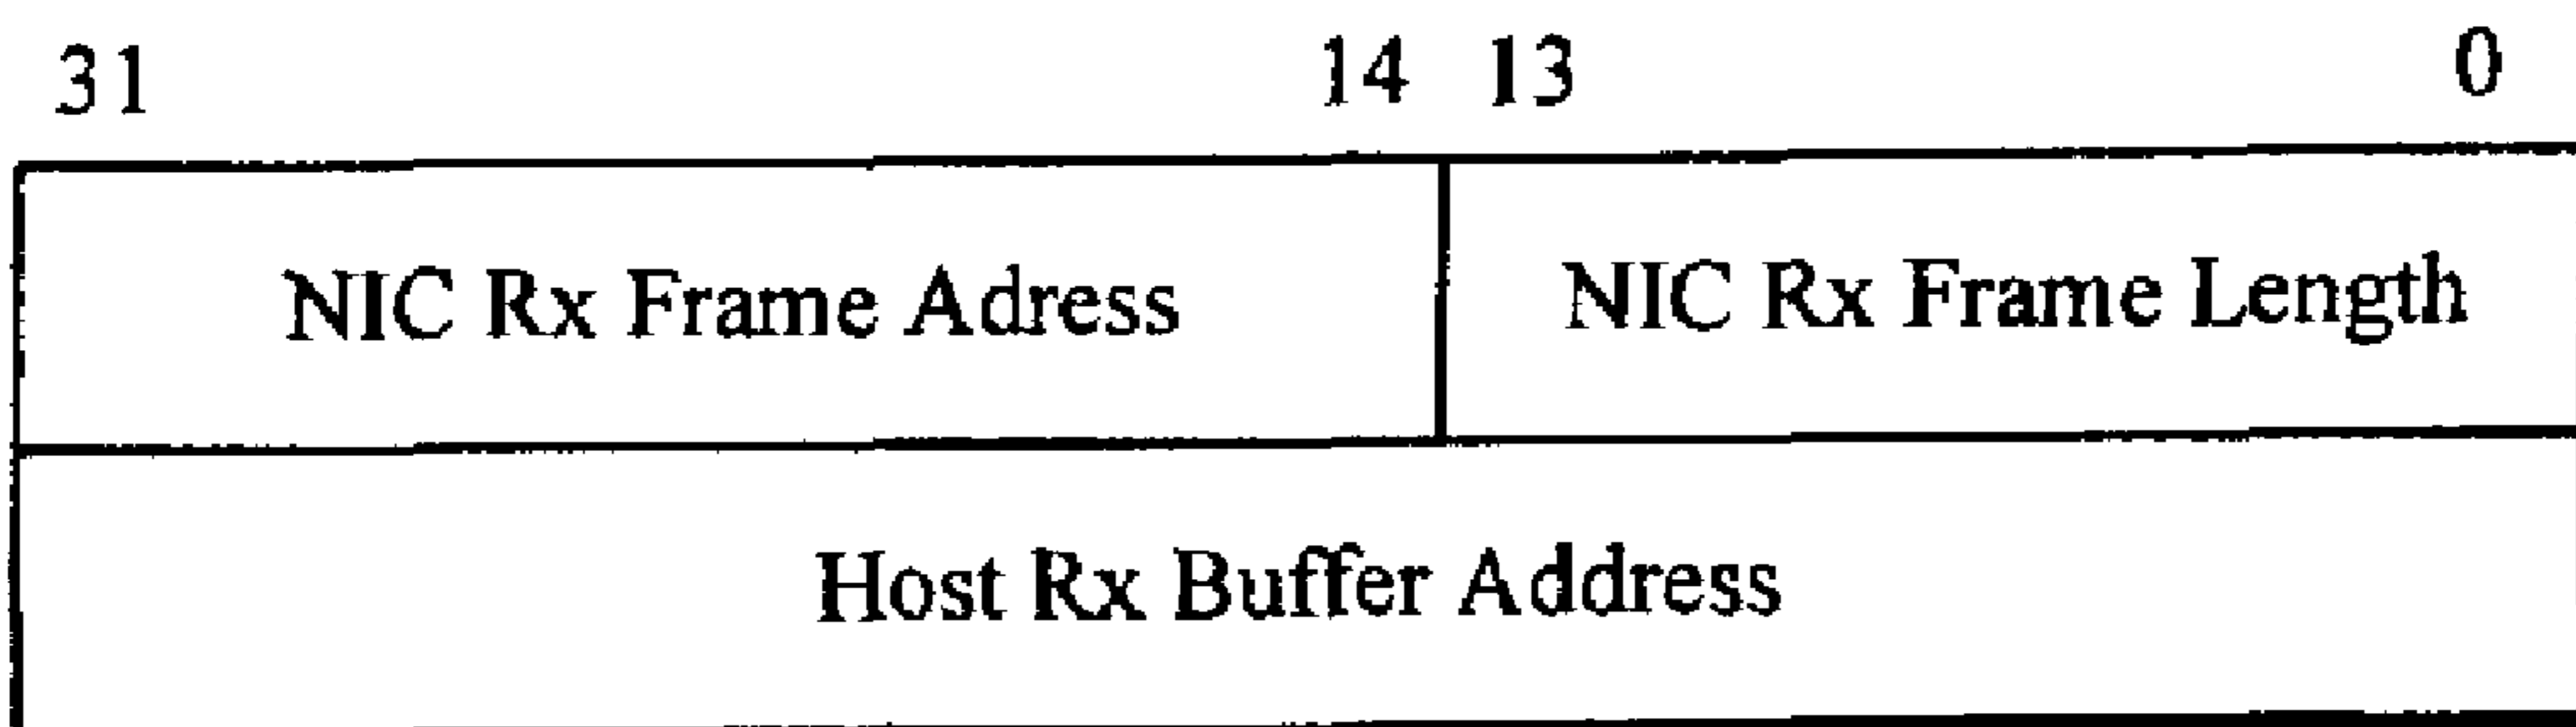 31 14 13 0
NIC Rx Frame Adress NIC Rx Frame Length
Host Rx Buffer Address